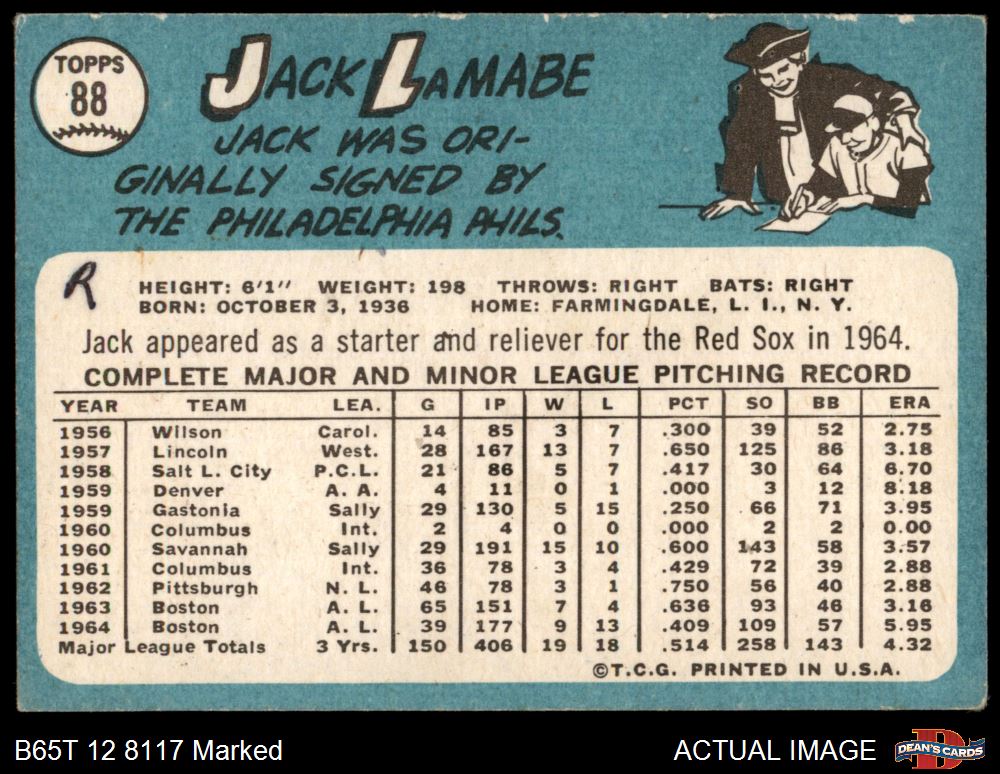 TOPPS
88
JACK LAMABE
JACK WAS ORI-
GINALLY SIGNED BY
THE PHILADELPHIA PHILS.
R
HEIGHT: 6'1" WEIGHT: 198 THROWS: RIGHT BATS: RIGHT
BORN: OCTOBER 3, 1936 HOME: FARMINGDALE, L. I., N. Y.
Jack appeared as a starter and reliever for the Red Sox in 1964.
COMPLETE MAJOR AND MINOR LEAGUE PITCHING RECORD
YEAR TEAM LEA. G IP W L PCT SO BB ERA
1956 Wilson Carol. 14 85 3 7 .300 39 52 2.75
1957 Lincoln West. 28 167 13 7 .650 125 86 3.18
1958 Salt L. City P.C.L. 21 86 5 7 .417 30 64 6.70
1959 Denver A. A. 4 11 0 1 .000 3 12 8.18
1959 Gastonia Sally 29 130 5 15 .250 66 71 3.95
1960 Columbus Int. 2 4 0 0 .000 2 2 0.00
1960 Savannah Sally 29 191 15 10 .600 143 58 3.57
1961 Columbus Int. 36 78 3 4 .429 72 39 2.88
1962 Pittsburgh N. L. 46 78 3 1 .750 56 40 2.88
1963 Boston A. L. 65 151 7 4 .636 93 46 3.16
1964 Boston A. L. 39 177 9 13 .409 109 57 5.95
Major League Totals 3 Yrs. 150 406 19 18 .514 258 143 4.32
©T.C.G. PRINTED IN U.S.A.
B65T 12 8117 Marked ACTUAL IMAGE
D
DEAN'S CARDS